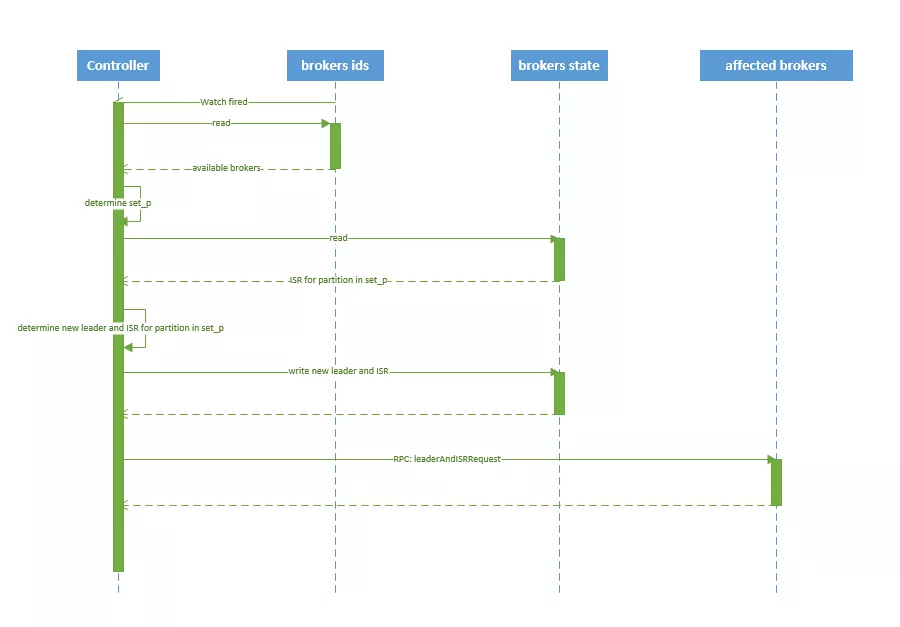 Controller
brokers ids
brokers state
affected brokers
Watch fired
read
available brokers
determine set_p
read
ISR for partition in set_p
determine new leader and ISR for partition in set_p
write new leader and ISR
RPC: leaderAndISRRequest